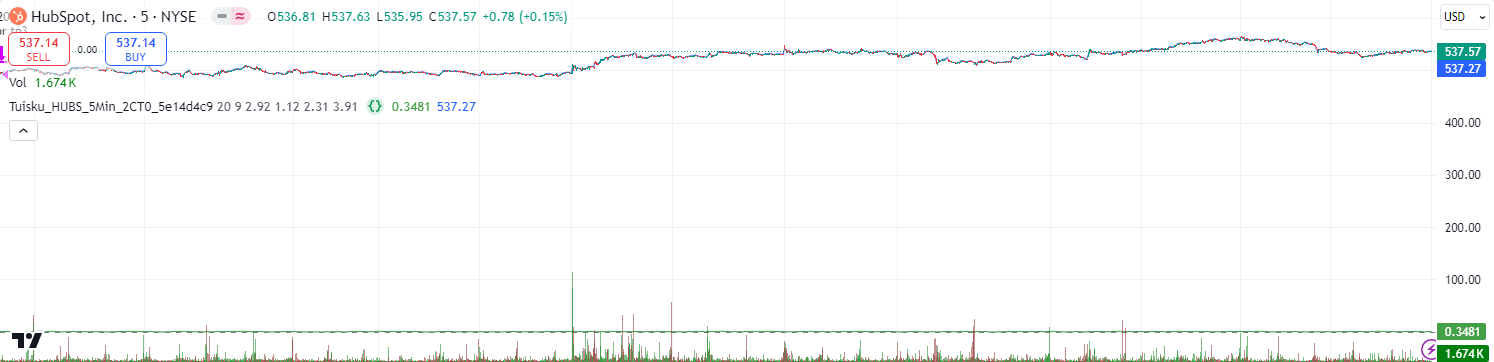 HubSpot, Inc. · 5 · NYSE O536.81 H537.63 L535.95 C537.57 +0.78 (+0.15%) USD
537.14 SELL 0.00 537.14 BUY
Vol 1.674 K
Tuisku_HUBS_5Min_2CT0_5e14d4c9 20 9 2.92 1.12 2.31 3.91 {} 0.3481 537.27
537.57
537.27
400.00
300.00
200.00
100.00
0.3481
1.674 K